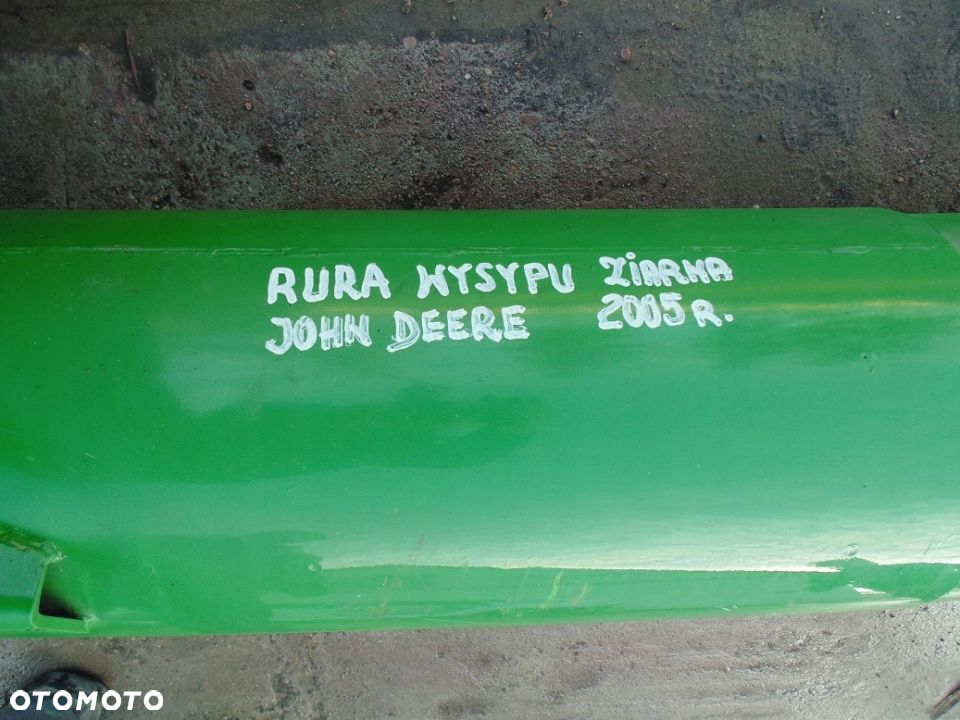 RURA WYSYPU ZIARNA
JOHN DEERE 2005 R.
OTOMOTO